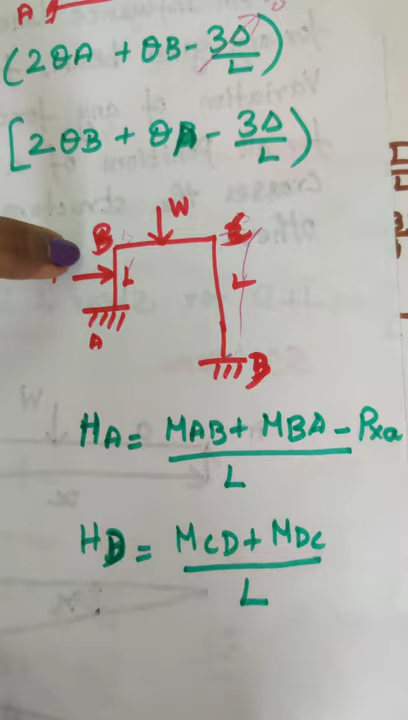 A
(2θA + θB - 3Δ/L)
[2θB + θA - 3Δ/L)
W
B C
L L
A
D
HA = MAB + MBA - Pxa / L
HD = MCD + MDC / L